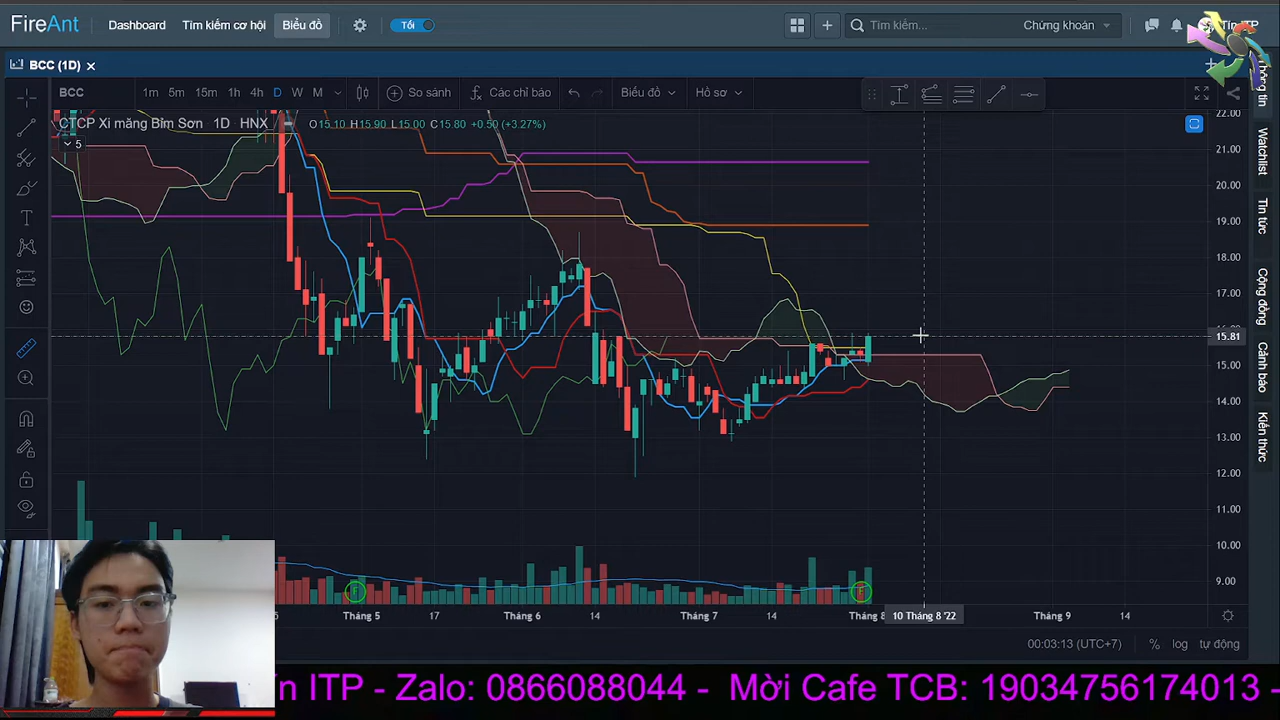 FireAnt Dashboard Tìm kiếm cơ hội Biểu đồ Tối Tìm kiếm... Chứng khoán
BCC (1D)
BCC 1m 5m 15m 1h 4h D W M So sánh Các chỉ báo Biểu đồ Hồ sơ
CTCP Xi măng Bỉm Sơn 1D HNX O15.10 H15.90 L15.00 C15.80 +0.50 (+3.27%)
5
22.00
21.00
20.00
19.00
18.00
17.00
15.81
15.00
14.00
13.00
12.00
11.00
10.00
9.00
Thông tin
Watchlist
Tin tức
Cộng đồng
Cảnh báo
Kiến thức
F
F
Tháng 5 17 Tháng 6 14 Tháng 7 14 Tháng 8 10 Tháng 8 '22 Tháng 9 14
00:03:13 (UTC+7) % log tự động
ín ITP - Zalo: 0866088044 - Mời Cafe TCB: 19034756174013 -